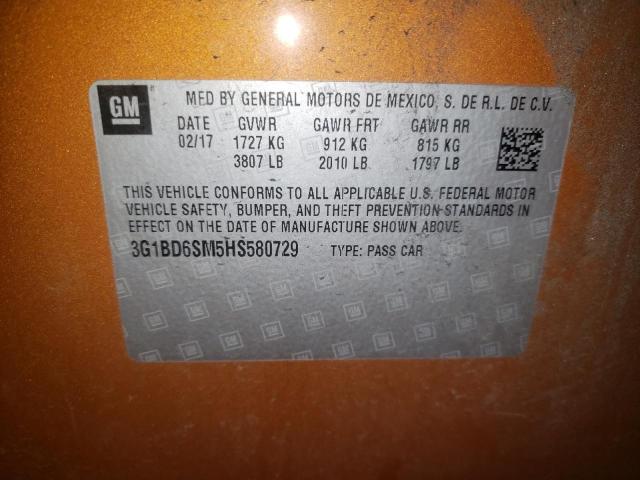 GM
MFD BY GENERAL MOTORS DE MEXICO, S. DE R.L. DE C.V.
DATE GVWR GAWR FRT GAWR RR
02/17 1727 KG 912 KG 815 KG
3807 LB 2010 LB 1797 LB
THIS VEHICLE CONFORMS TO ALL APPLICABLE U.S. FEDERAL MOTOR
VEHICLE SAFETY, BUMPER, AND THEFT PREVENTION STANDARDS IN
EFFECT ON THE DATE OF MANUFACTURE SHOWN ABOVE.
3G1BD6SM5HS580729 TYPE: PASS CAR